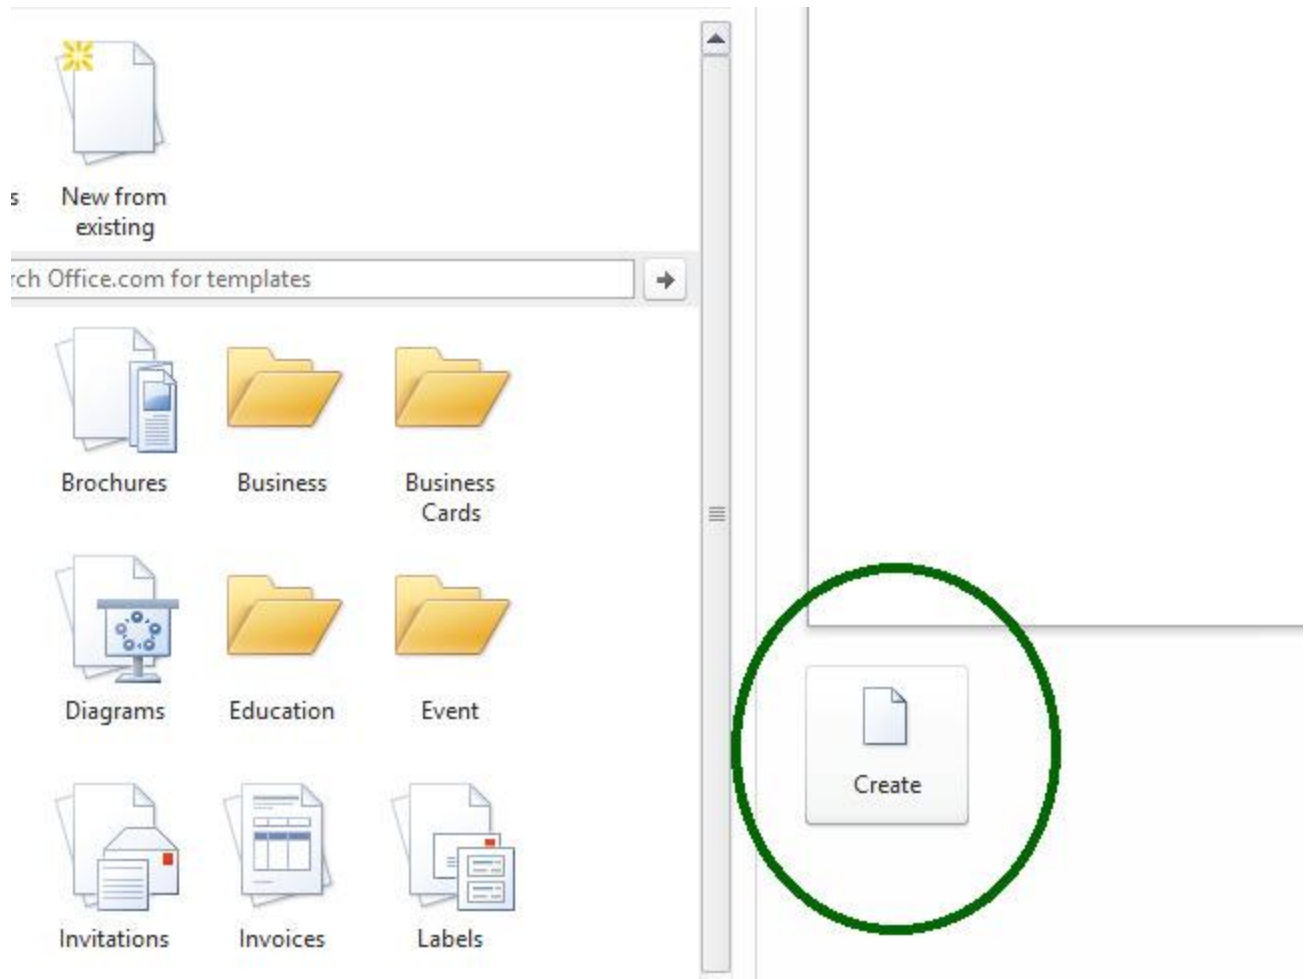 s
New from
existing
rch Office.com for templates
Brochures
Business
Business
Cards
Diagrams
Education
Event
Create
Invitations
Invoices
Labels